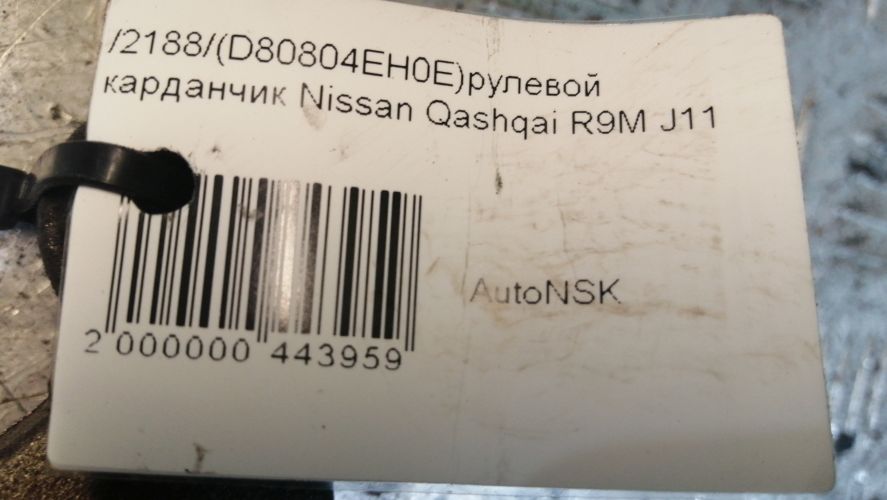 /2188/(D80804EH0E)рулевой
карданчик Nissan Qashqai R9M J11
AutoNSK
2 000000 443959